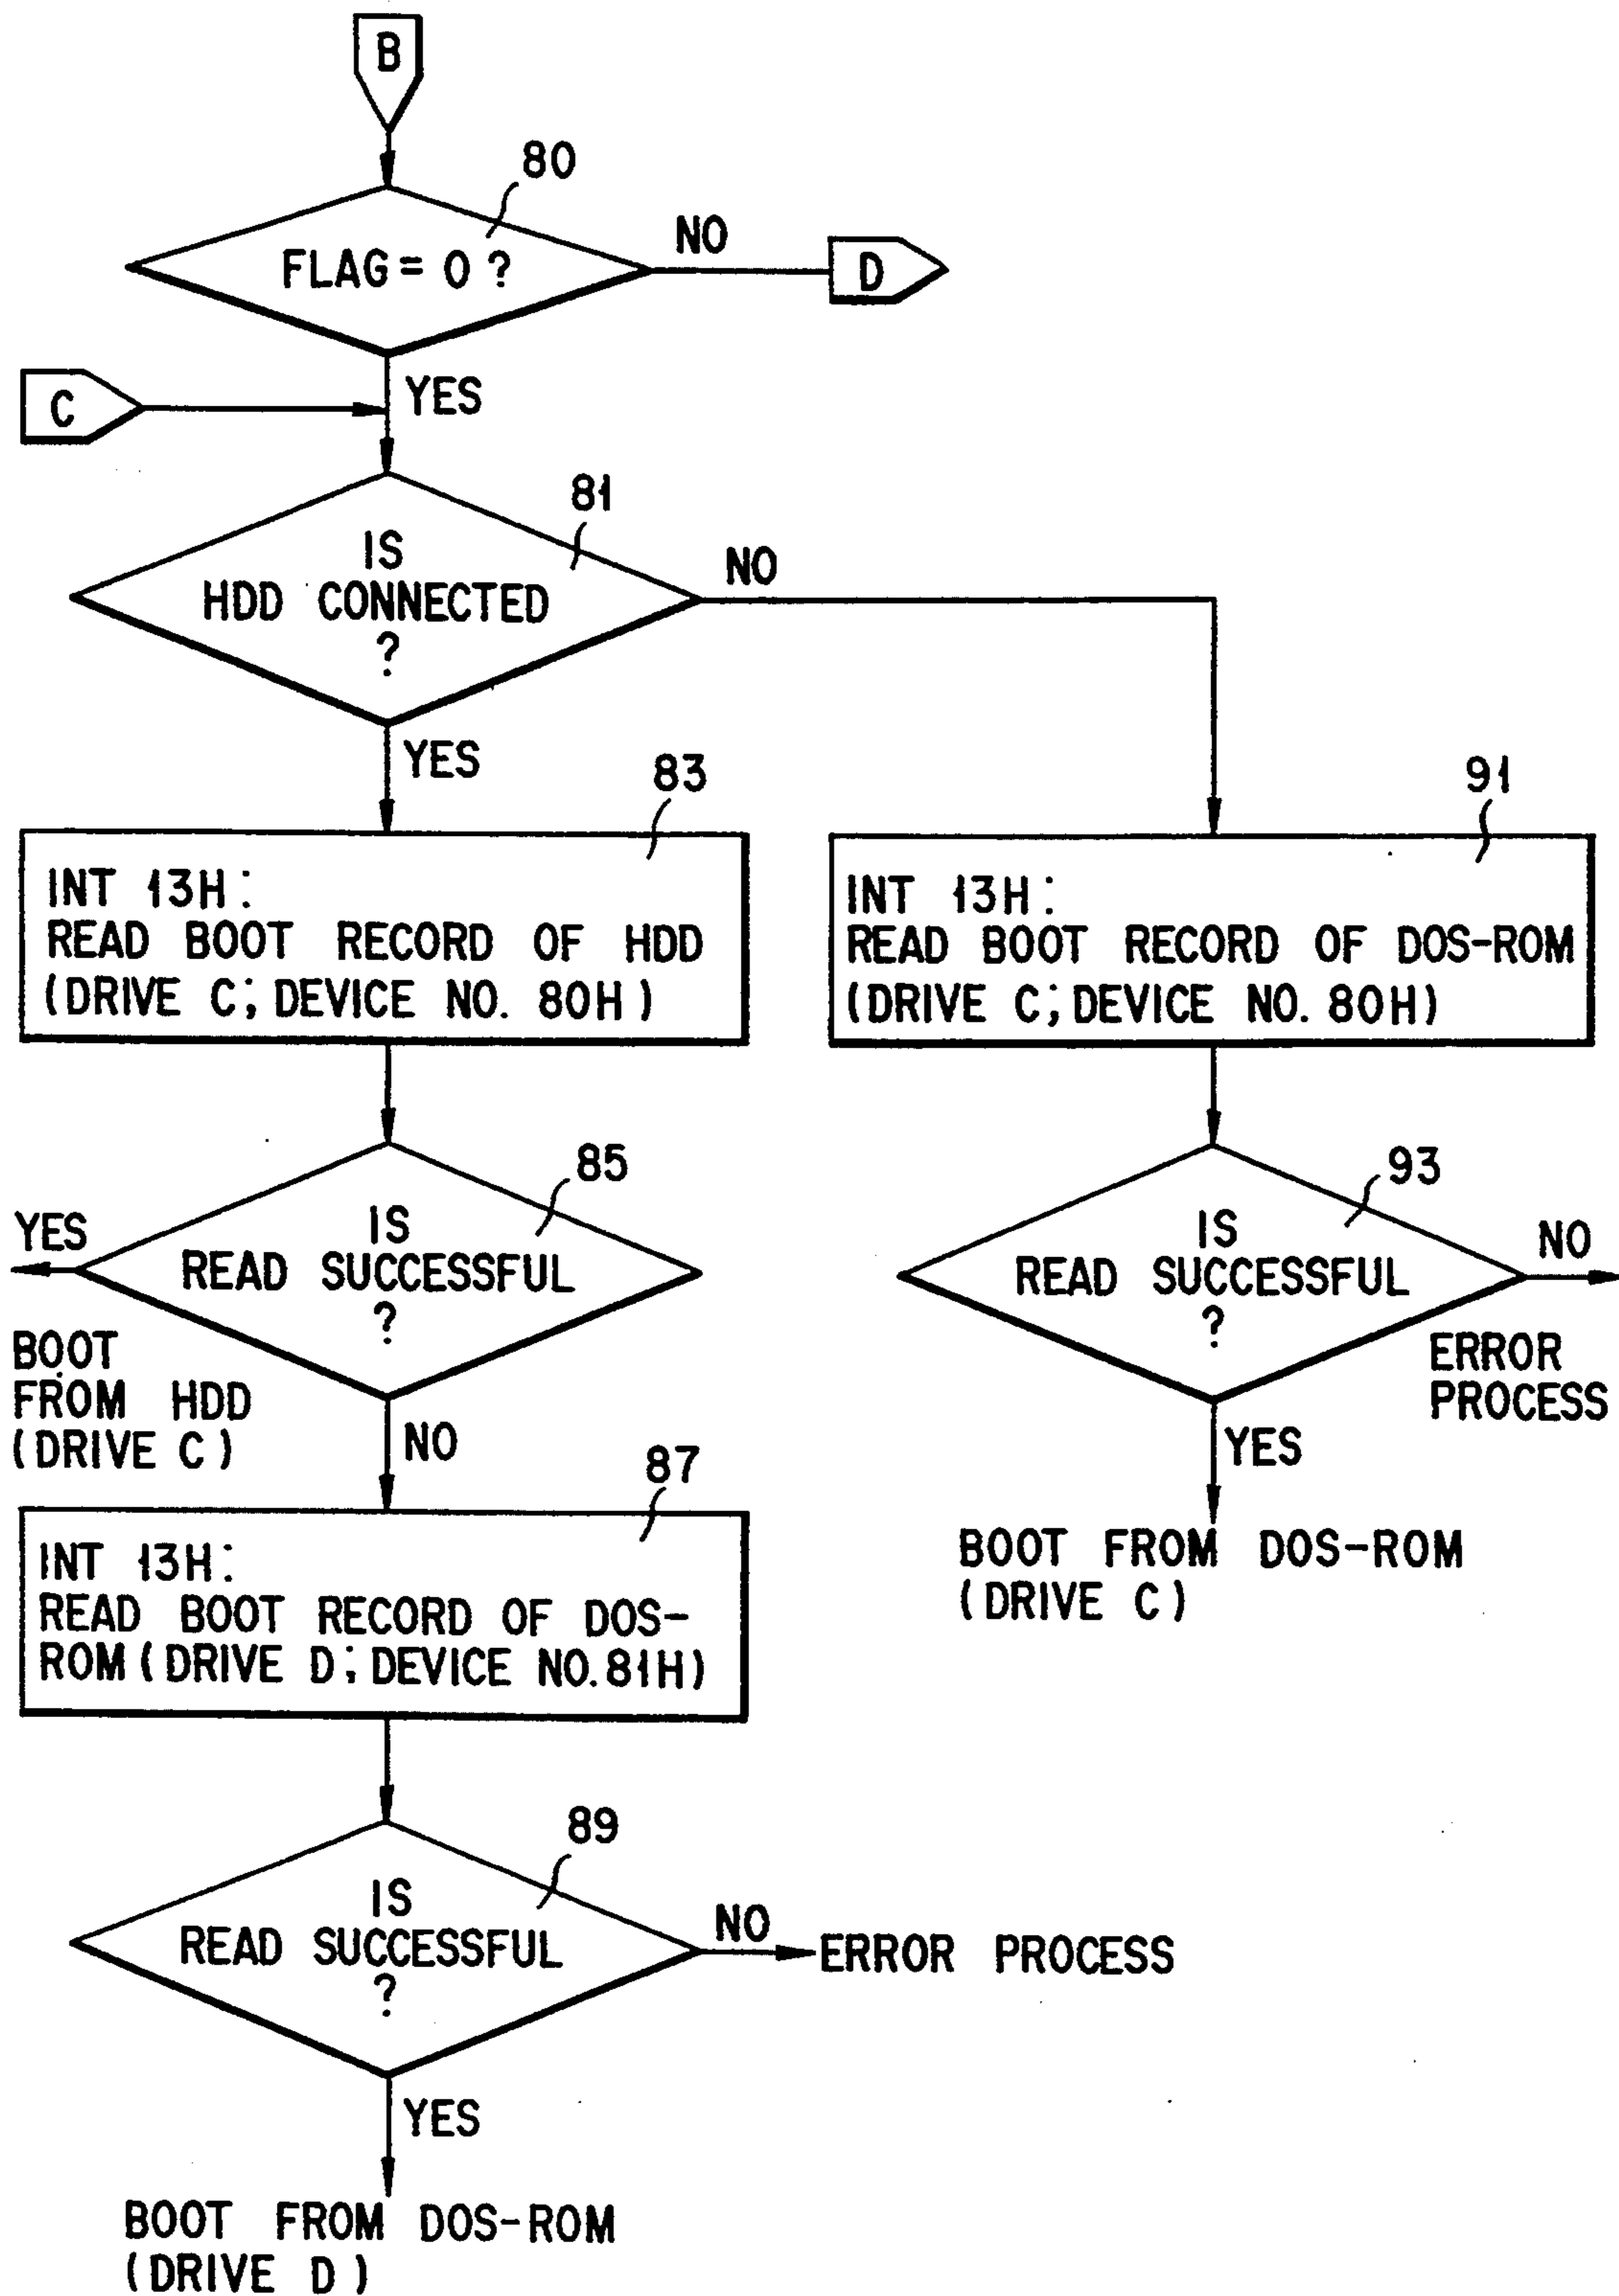 B
80
FLAG = 0 ?
NO
D
C
YES
81
IS
HDD CONNECTED
?
NO
YES
83
INT 13H:
READ BOOT RECORD OF HDD
(DRIVE C; DEVICE NO. 80H)
91
INT 13H:
READ BOOT RECORD OF DOS-ROM
(DRIVE C; DEVICE NO. 80H)
85
IS
READ SUCCESSFUL
?
YES
BOOT
FROM HDD
(DRIVE C)
NO
93
IS
READ SUCCESSFUL
?
NO
ERROR
PROCESS
YES
BOOT FROM DOS-ROM
(DRIVE C)
87
INT 13H:
READ BOOT RECORD OF DOS-
ROM (DRIVE D; DEVICE NO. 81H)
89
IS
READ SUCCESSFUL
?
NO
ERROR PROCESS
YES
BOOT FROM DOS-ROM
(DRIVE D)